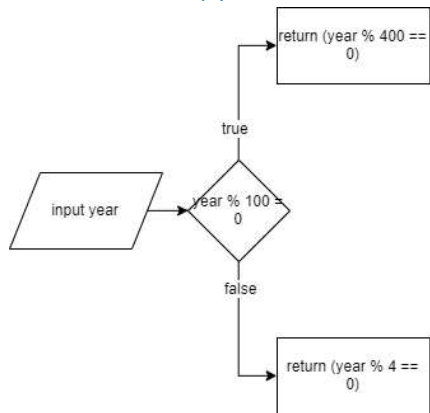 return (year % 400 ==
0)
true
input year
year % 100 =
0
false
return (year % 4 ==
0)